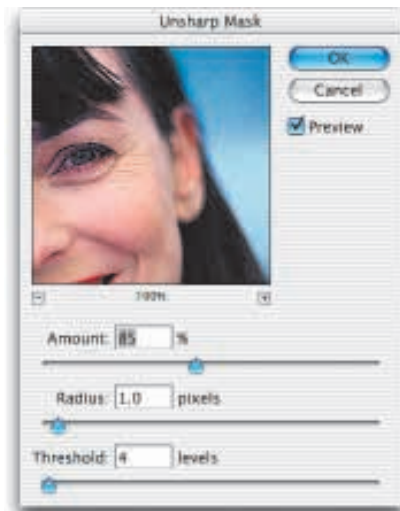 Unsharp Mask
OK
Cancel
Preview
100%
Amount: 85 %
Radius: 1.0 pixels
Threshold: 4 levels